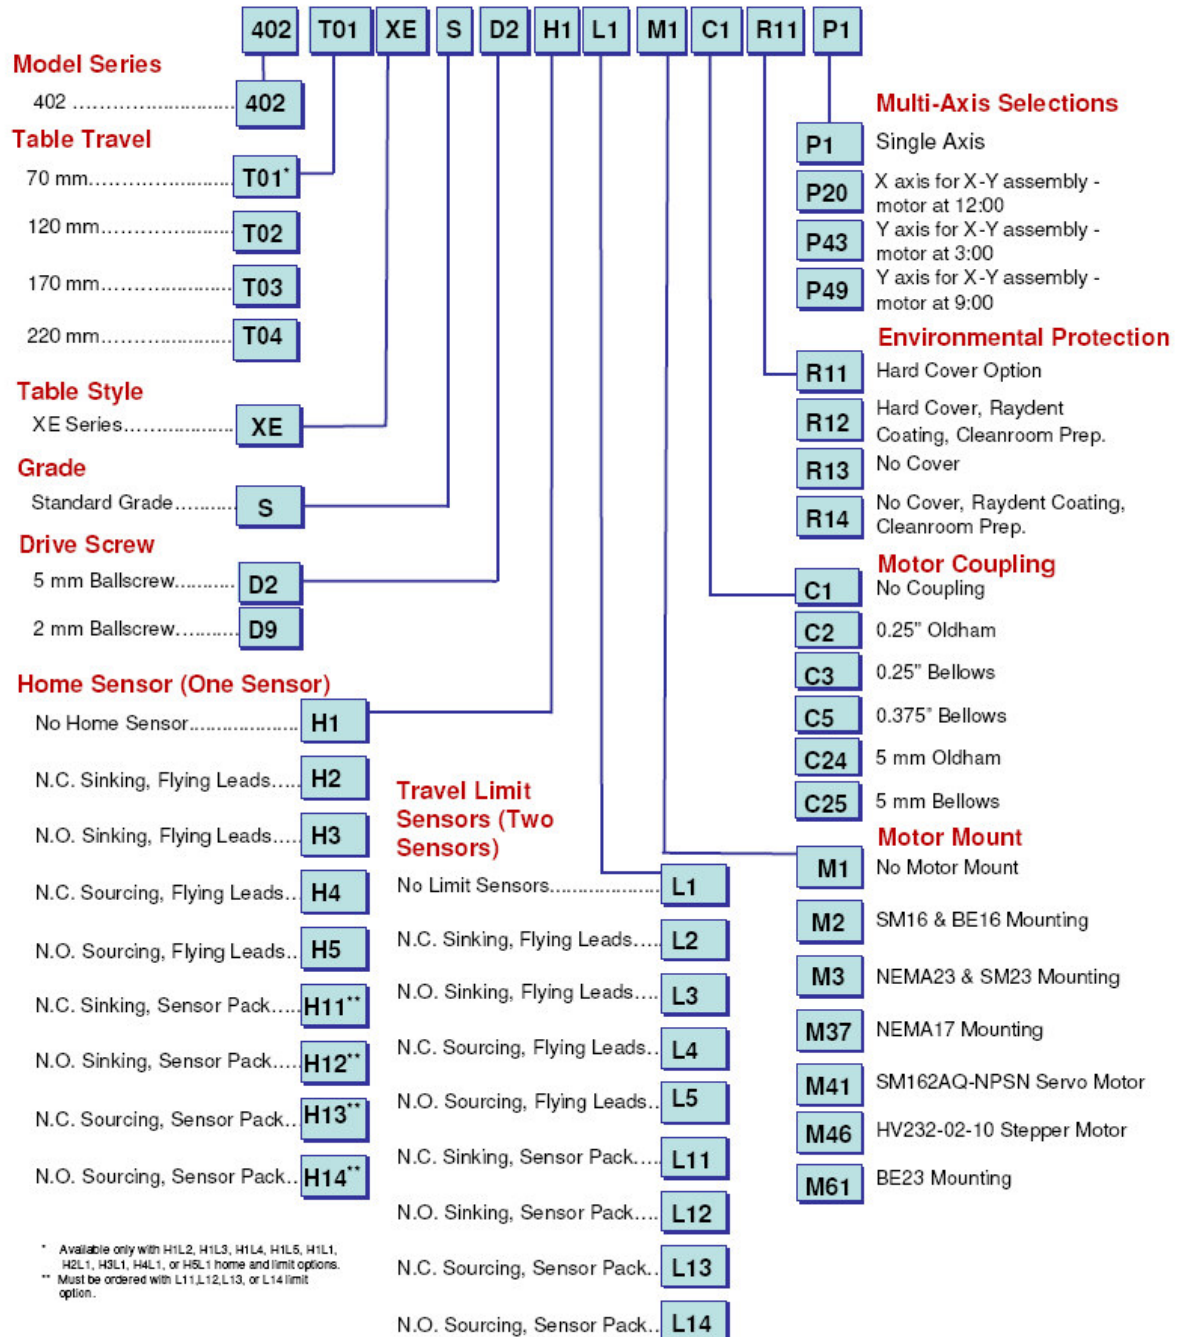 402 T01 XE S D2 H1 L1 M1 C1 R11 P1
Model Series
402 ............................ 402
Table Travel
70 mm............................ T01*
120 mm......................... T02
170 mm......................... T03
220 mm......................... T04
Table Style
XE Series..................... XE
Grade
Standard Grade........... S
Drive Screw
5 mm Ballscrew........... D2
2 mm Ballscrew........... D9
Home Sensor (One Sensor)
No Home Sensor..................... H1
N.C. Sinking, Flying Leads..... H2
N.O. Sinking, Flying Leads..... H3
N.C. Sourcing, Flying Leads.. H4
N.O. Sourcing, Flying Leads.. H5
N.C. Sinking, Sensor Pack..... H11**
N.O. Sinking, Sensor Pack..... H12**
N.C. Sourcing, Sensor Pack.. H13**
N.O. Sourcing, Sensor Pack.. H14**
* Available only with H1L2, H1L3, H1L4, H1L5, H1L1,
H2L1, H3L1, H4L1, or H5L1 home and limit options.
** Must be ordered with L11,L12,L13, or L14 limit
option.
Travel Limit
Sensors (Two
Sensors)
No Limit Sensors..................... L1
N.C. Sinking, Flying Leads.... L2
N.O. Sinking, Flying Leads.... L3
N.C. Sourcing, Flying Leads.. L4
N.O. Sourcing, Flying Leads.. L5
N.C. Sinking, Sensor Pack.... L11
N.O. Sinking, Sensor Pack.... L12
N.C. Sourcing, Sensor Pack.. L13
N.O. Sourcing, Sensor Pack.. L14
Multi-Axis Selections
P1 Single Axis
P20 X axis for X-Y assembly -
motor at 12:00
P43 Y axis for X-Y assembly -
motor at 3:00
P49 Y axis for X-Y assembly -
motor at 9:00
Environmental Protection
R11 Hard Cover Option
R12 Hard Cover, Raydent
Coating, Cleanroom Prep.
R13 No Cover
R14 No Cover, Raydent Coating,
Cleanroom Prep.
Motor Coupling
C1 No Coupling
C2 0.25" Oldham
C3 0.25" Bellows
C5 0.375" Bellows
C24 5 mm Oldham
C25 5 mm Bellows
Motor Mount
M1 No Motor Mount
M2 SM16 & BE16 Mounting
M3 NEMA23 & SM23 Mounting
M37 NEMA17 Mounting
M41 SM162AQ-NPSN Servo Motor
M46 HV232-02-10 Stepper Motor
M61 BE23 Mounting